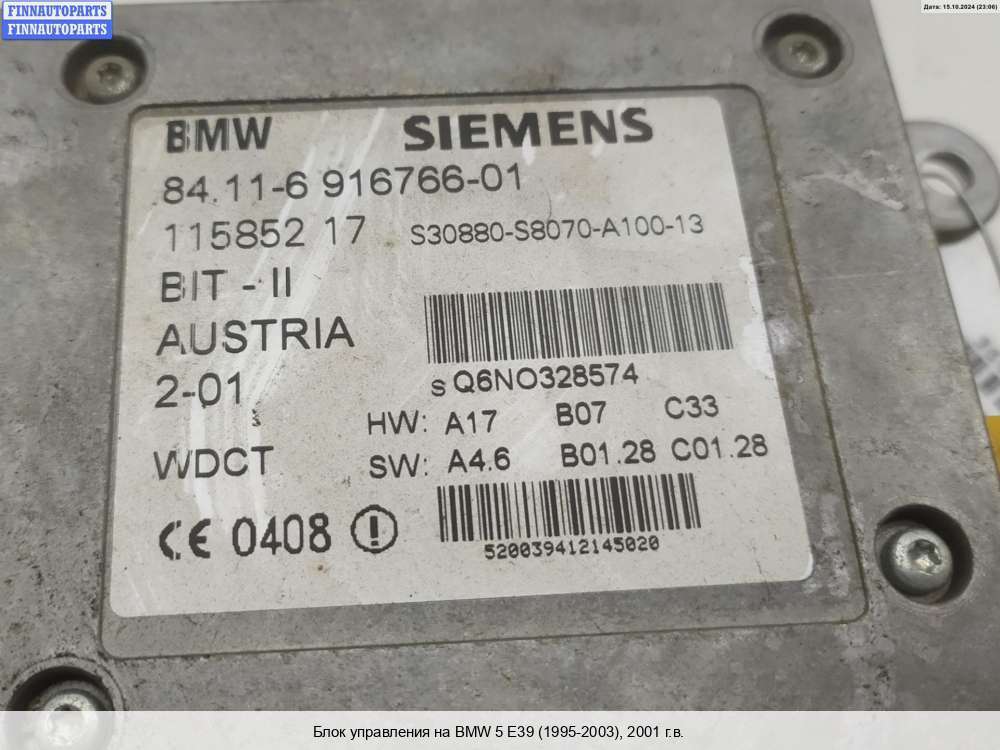 FINNAUTOPARTS
FINNAUTOPARTS
Дата: 15.10.2024 (23:06)
BMW SIEMENS
84.11-6 916766-01
115852 17 S30880-S8070-A100-13
BIT - II
AUSTRIA
2-01
s Q6NO328574
HW: A17 B07 C33
WDCT SW: A4.6 B01.28 C01.28
CE 0408
520039412145020
FINNAUTOPARTS
FINNAUTOPARTS
Блок управления на BMW 5 E39 (1995-2003), 2001 г.в.